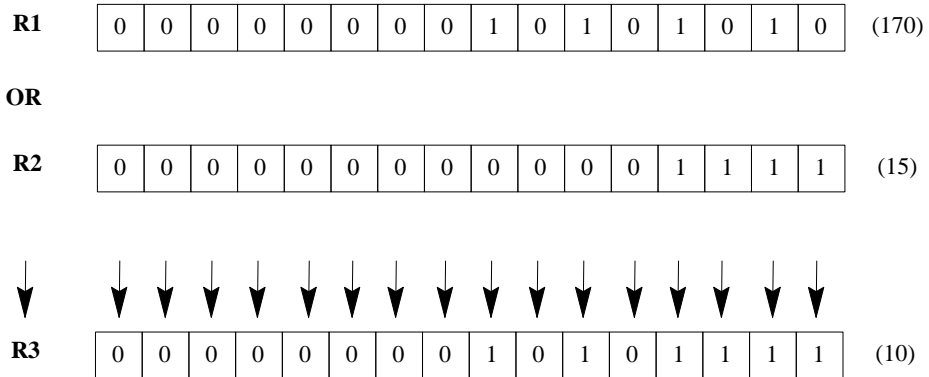 R1 0 0 0 0 0 0 0 0 1 0 1 0 1 0 1 0 (170)
OR
R2 0 0 0 0 0 0 0 0 0 0 0 0 1 1 1 1 (15)
R3 0 0 0 0 0 0 0 0 1 0 1 0 1 1 1 1 (10)